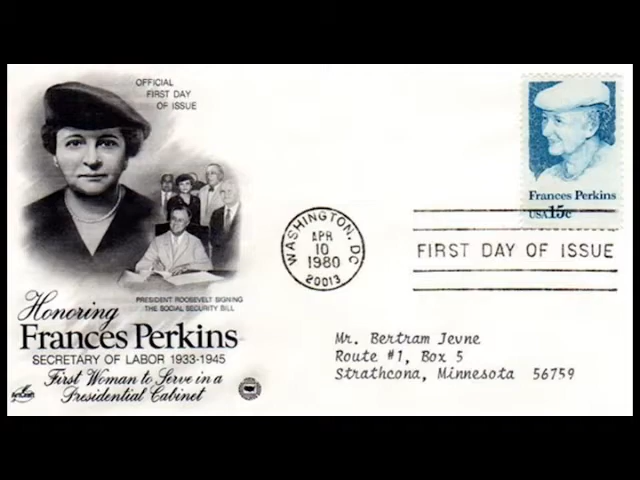 OFFICIAL
FIRST DAY
OF ISSUE
PRESIDENT ROOSEVELT SIGNING
THE SOCIAL SECURITY BILL
Honoring
Frances Perkins
SECRETARY OF LABOR 1933-1945
First Woman to Serve in a
Presidential Cabinet
ArtCraft
WASHINGTON, DC
APR
10
1980
20013
Frances Perkins
USA 15c
FIRST DAY OF ISSUE
Mr. Bertram Jevne
Route #1, Box 5
Strathcona, Minnesota 56759